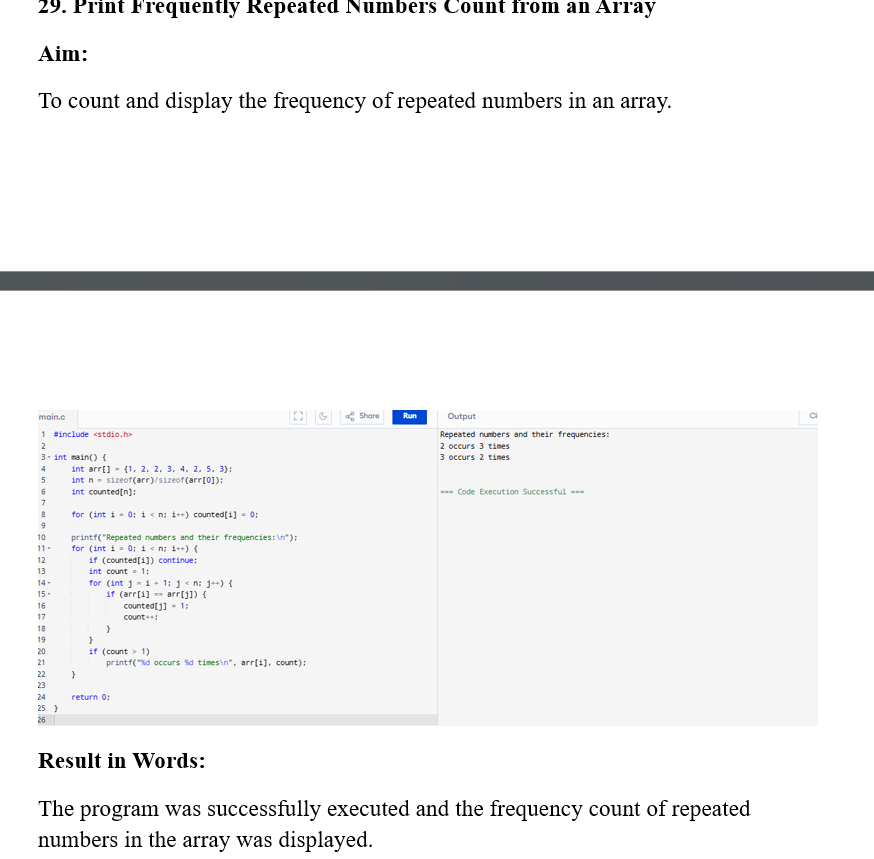 29. Print Frequently Repeated Numbers Count from an Array
Aim:
To count and display the frequency of repeated numbers in an array.
main.c
Share
Run
Output
1 #include <stdio.h>
2
3 int main() {
4     int arr[] = {1, 2, 2, 3, 4, 2, 5, 3};
5     int n = sizeof(arr)/sizeof(arr[0]);
6     int counted[n];
7
8     for (int i = 0; i < n; i++) counted[i] = 0;
9
10     printf("Repeated numbers and their frequencies:\n");
11     for (int i = 0; i < n; i++) {
12         if (counted[i]) continue;
13         int count = 1;
14         for (int j = i + 1; j < n; j++) {
15             if (arr[i] == arr[j]) {
16                 counted[j] = 1;
17                 count++;
18             }
19         }
20         if (count > 1)
21             printf("%d occurs %d times\n", arr[i], count);
22     }
23
24     return 0;
25 }
26
Repeated numbers and their frequencies:
2 occurs 3 times
3 occurs 2 times
=== Code Execution Successful ===
Result in Words:
The program was successfully executed and the frequency count of repeated
numbers in the array was displayed.